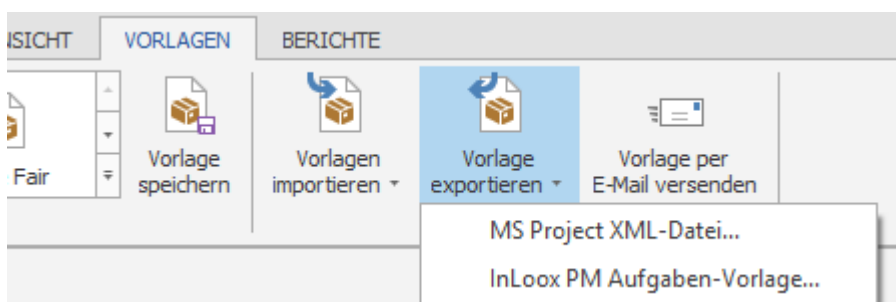 NSICHT VORLAGEN BERICHTE
Fair
Vorlage
speichern
Vorlagen
importieren
Vorlage
exportieren
Vorlage per
E-Mail versenden
MS Project XML-Datei...
InLoox PM Aufgaben-Vorlage...